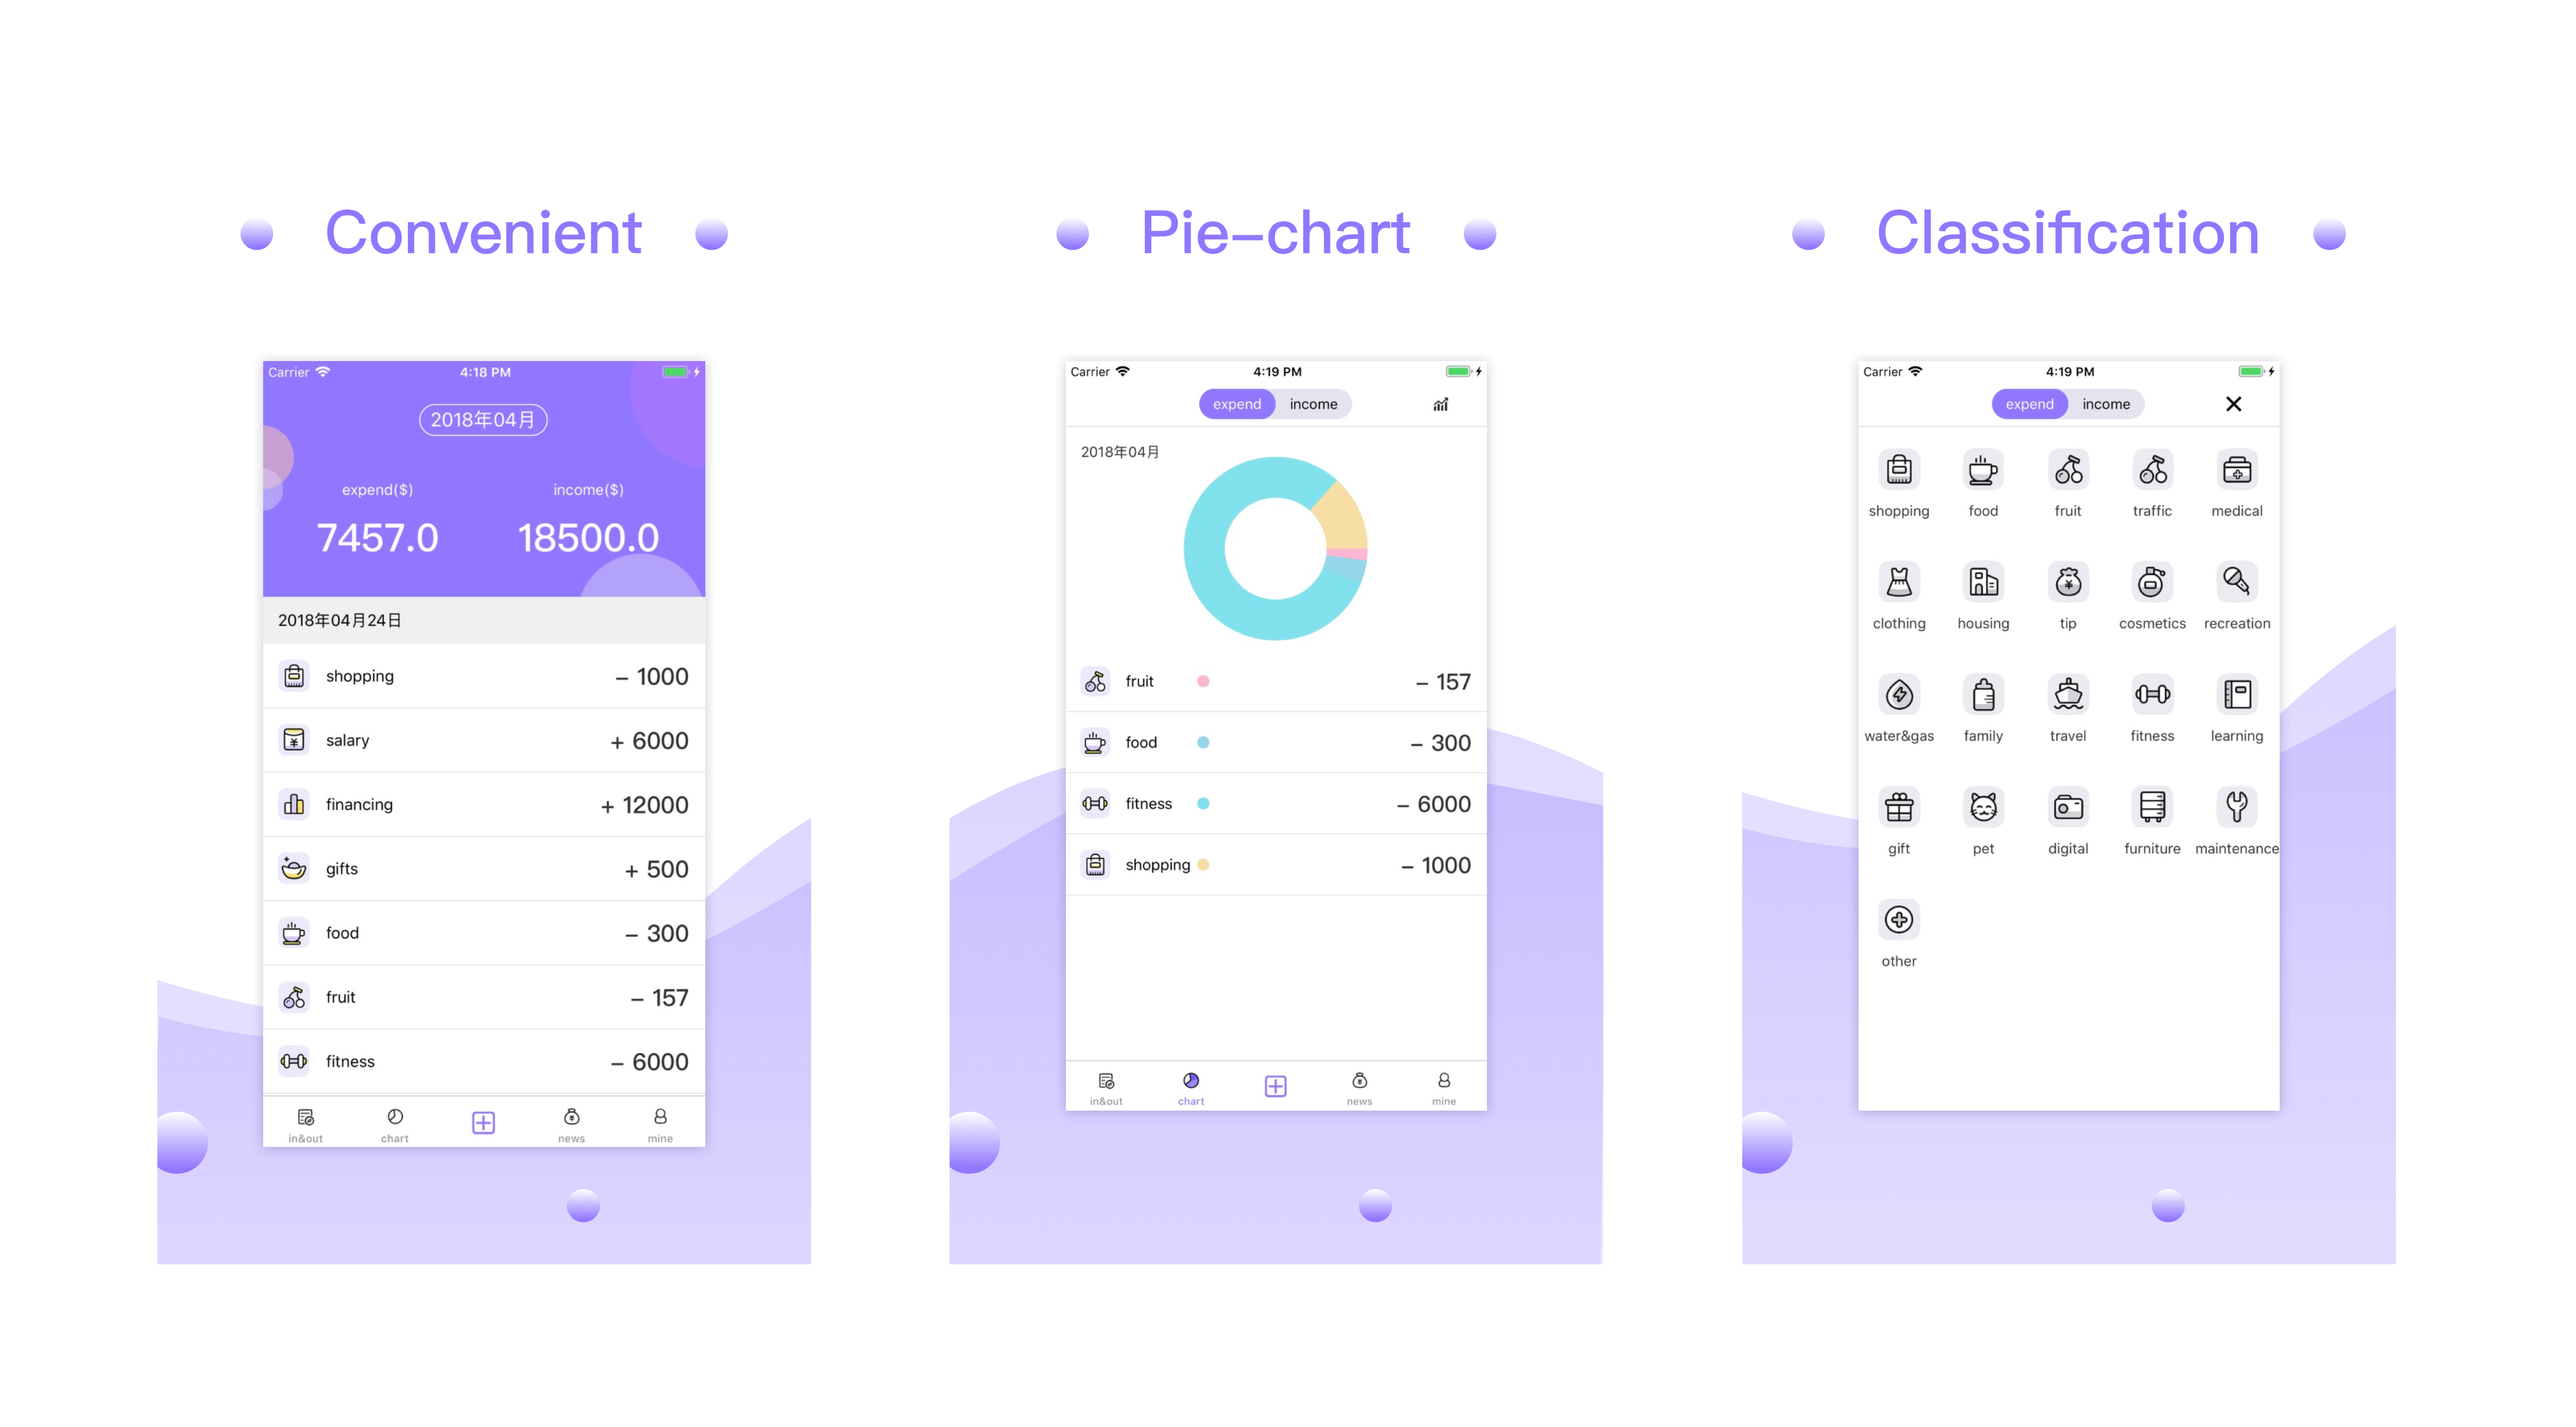 Convenient
Carrier 4:18 PM
2018年04月
expend($) income($)
7457.0 18500.0
2018年04月24日
shopping – 1000
salary + 6000
financing + 12000
gifts + 500
food – 300
fruit – 157
fitness – 6000
in&out chart news mine
Pie–chart
Carrier 4:19 PM
expend income
2018年04月
fruit – 157
food – 300
fitness – 6000
shopping – 1000
in&out chart news mine
Classification
Carrier 4:19 PM
expend income
shopping food fruit traffic medical
clothing housing tip cosmetics recreation
water&gas family travel fitness learning
gift pet digital furniture maintenance
other